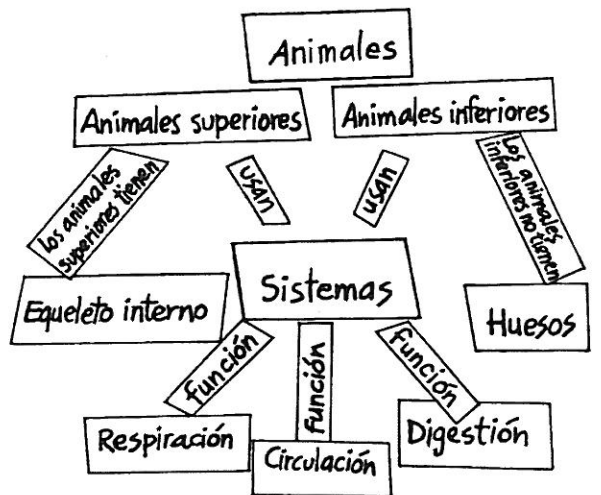 Animales
Animales superiores
Animales inferiores
los animales
superiores tienen
usan
usan
Los animales
inferiores no tienen
Equeleto interno
Sistemas
Huesos
función
función
función
Respiración
Circulación
Digestión